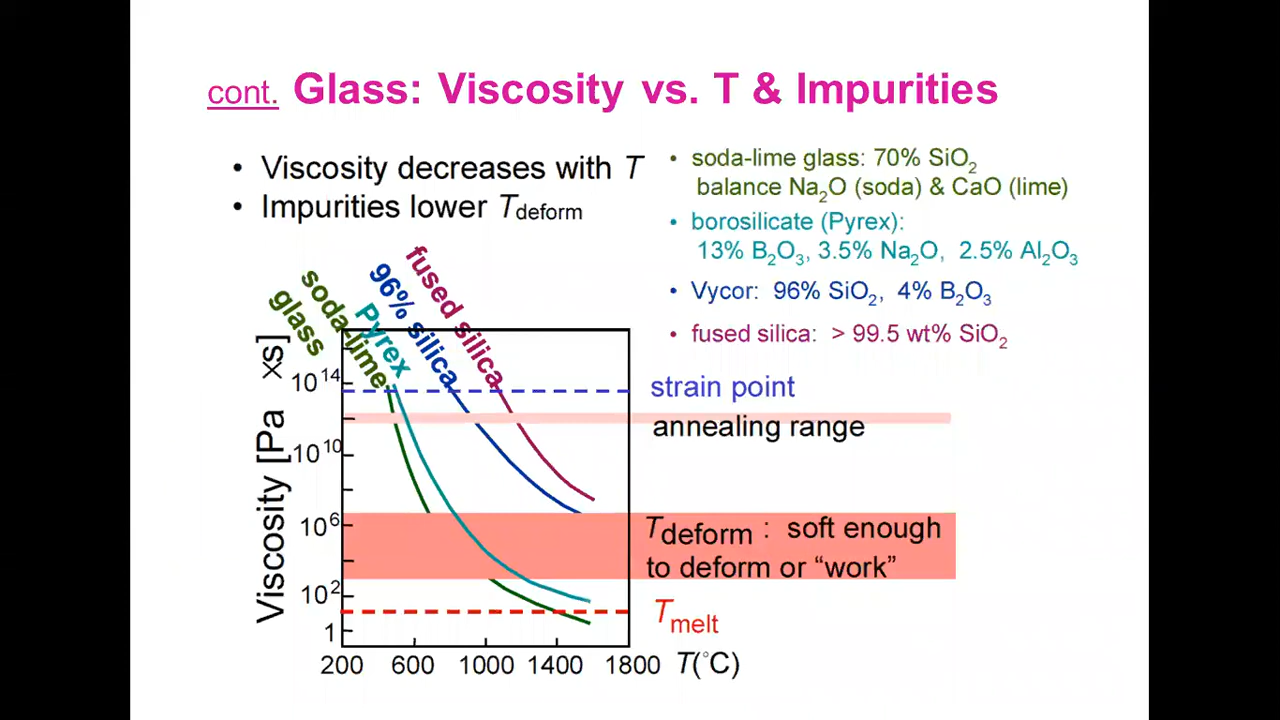 cont. Glass: Viscosity vs. T & Impurities
• Viscosity decreases with T
• Impurities lower Tdeform
• soda-lime glass: 70% SiO2
balance Na2O (soda) & CaO (lime)
• borosilicate (Pyrex):
13% B2O3, 3.5% Na2O, 2.5% Al2O3
• Vycor: 96% SiO2, 4% B2O3
• fused silica: > 99.5 wt% SiO2
soda-lime
glass
Pyrex
96% silica
fused silica
Viscosity [Pa xs]
10^14
10^10
10^6
10^2
1
200 600 1000 1400 1800 T(°C)
strain point
annealing range
Tdeform : soft enough
to deform or “work”
Tmelt